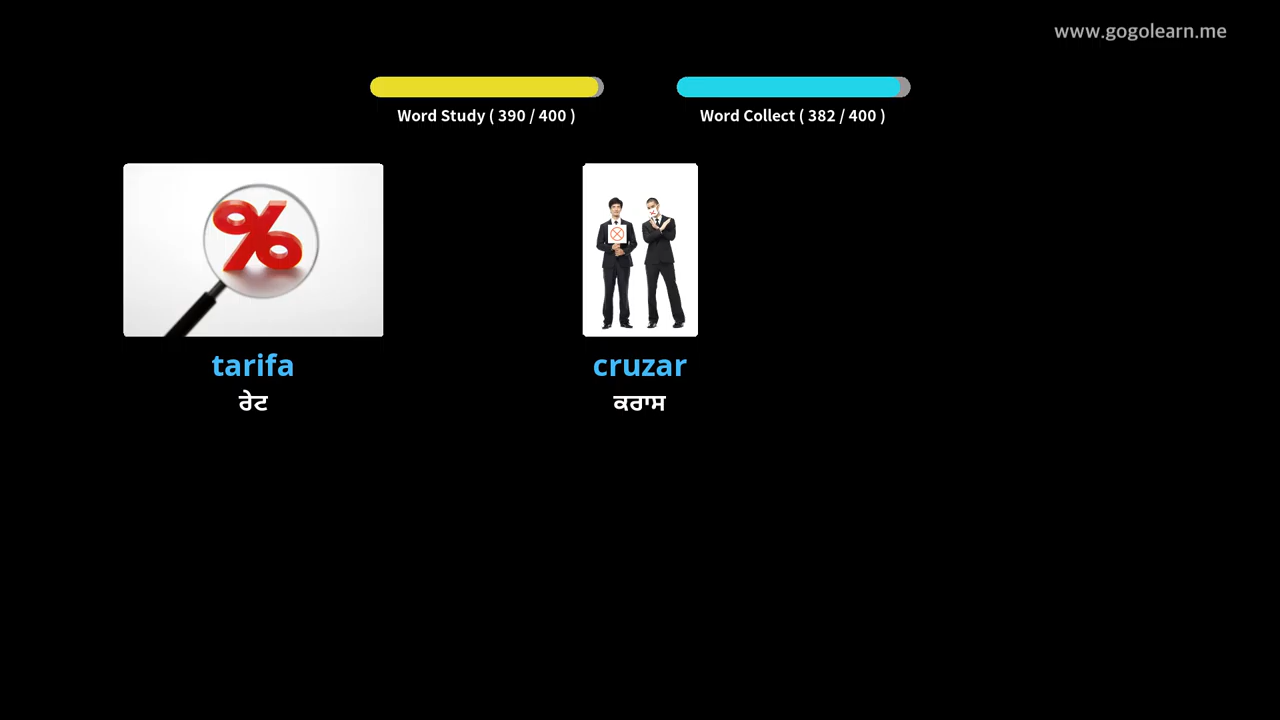 www.gogolearn.me
Word Study ( 390 / 400 )
Word Collect ( 382 / 400 )
%
tarifa
cruzar
ਰੇਟ
ਕਰਾਸ